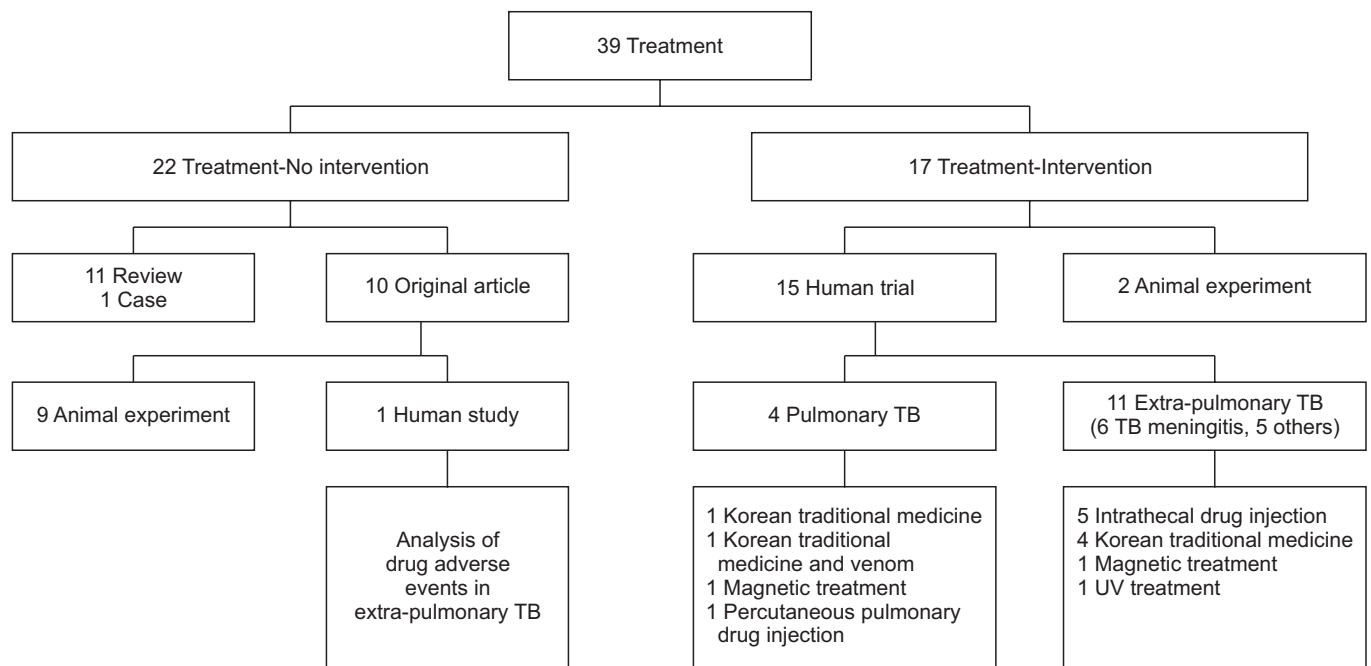 39 Treatment
22 Treatment-No intervention
17 Treatment-Intervention
11 Review
1 Case
10 Original article
15 Human trial
2 Animal experiment
9 Animal experiment
1 Human study
4 Pulmonary TB
11 Extra-pulmonary TB
(6 TB meningitis, 5 others)
Analysis of
drug adverse
events in
extra-pulmonary TB
1 Korean traditional medicine
1 Korean traditional
medicine and venom
1 Magnetic treatment
1 Percutaneous pulmonary
drug injection
5 Intrathecal drug injection
4 Korean traditional medicine
1 Magnetic treatment
1 UV treatment